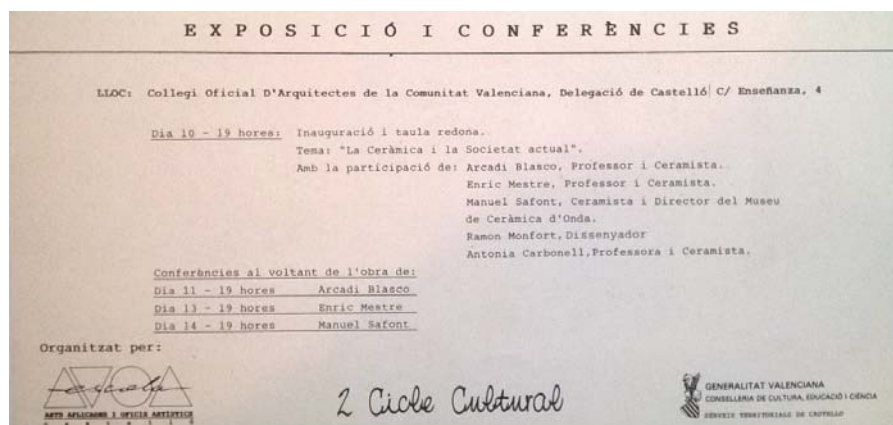 EXPOSICIÓ I CONFERÈNCIES
LLOC: Collegi Oficial D'Arquitectes de la Comunitat Valenciana, Delegació de Castelló C/ Enseñanza, 4
Dia 10 - 19 hores: Inauguració i taula redona.
Tema: "La Ceràmica i la Societat actual".
Amb la participació de: Arcadi Blasco, Professor i Ceramista.
Enric Mestre, Professor i Ceramista.
Manuel Safont, Ceramista i Director del Museu
de Ceràmica d'Onda.
Ramon Monfort, Dissenyador
Antonia Carbonell, Professora i Ceramista.
Conferències al voltant de l'obra de:
Dia 11 - 19 hores Arcadi Blasco
Dia 13 - 19 hores Enric Mestre
Dia 14 - 19 hores Manuel Safont
Organitzat per:
escola
ARTS APLICADES I OFICIS ARTÍSTICS
2 Cicle Cultural
GENERALITAT VALENCIANA
CONSELLERIA DE CULTURA, EDUCACIÓ I CIÈNCIA
SERVEIS TERRITORIALS DE CASTELLO